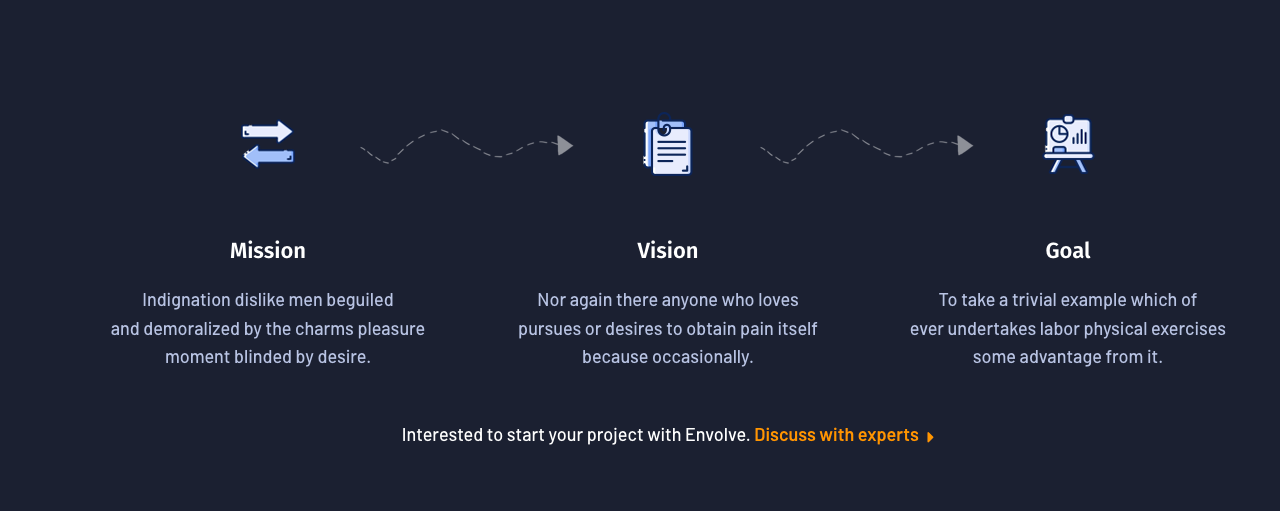 Mission
Indignation dislike men beguiled
and demoralized by the charms pleasure
moment blinded by desire.
Vision
Nor again there anyone who loves
pursues or desires to obtain pain itself
because occasionally.
Goal
To take a trivial example which of
ever undertakes labor physical exercises
some advantage from it.
Interested to start your project with Envolve. Discuss with experts